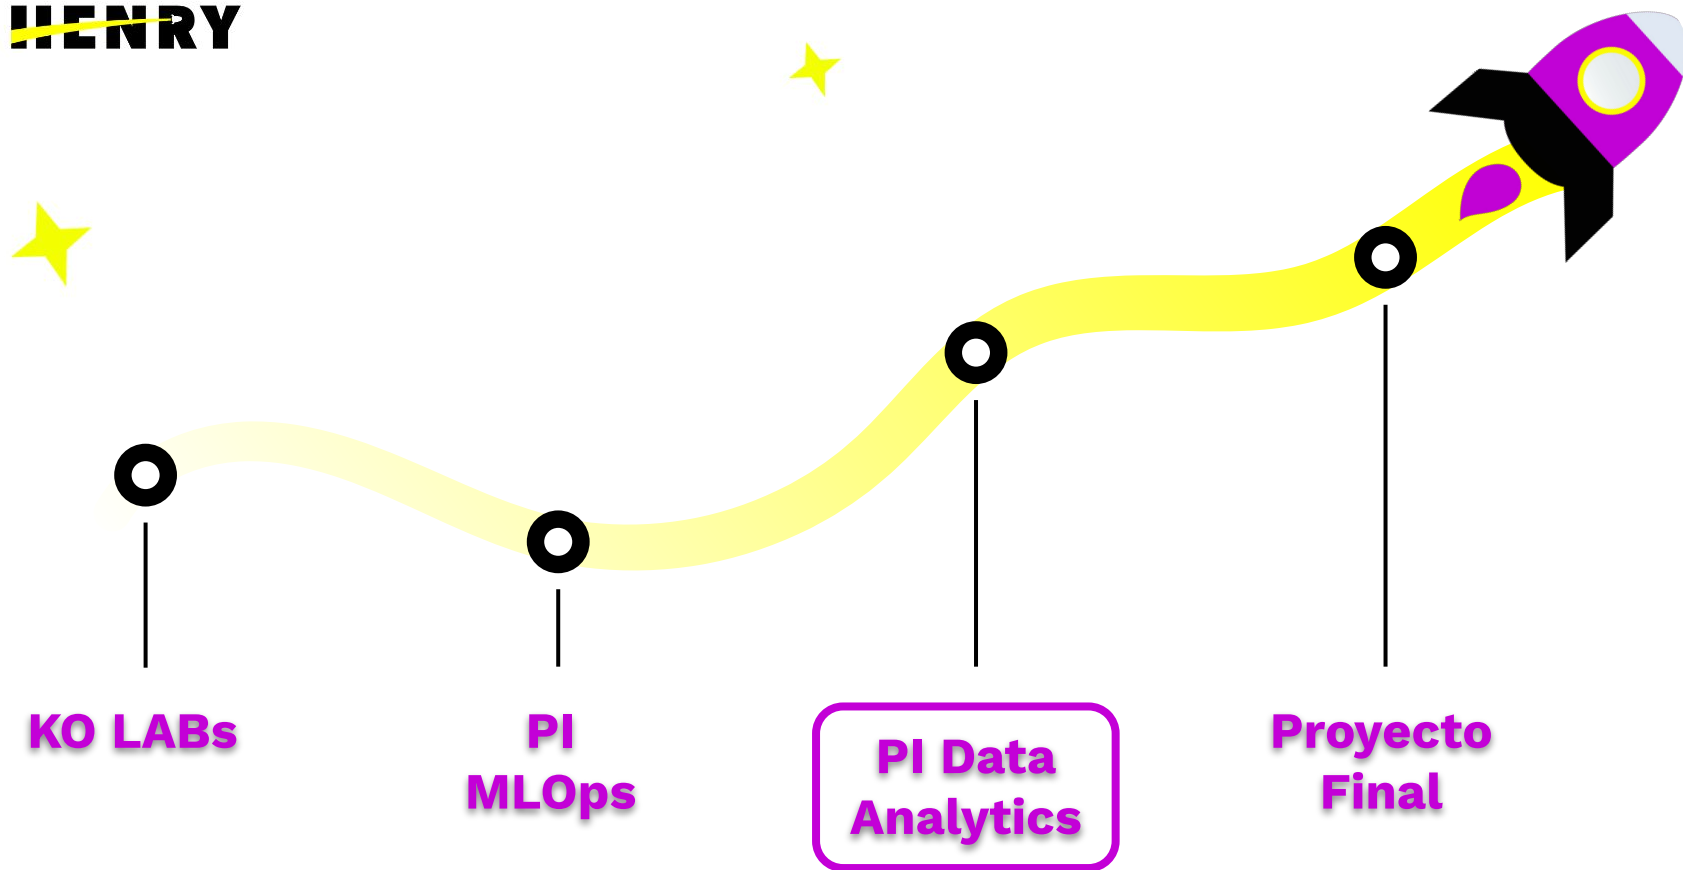 HENRY
KO LABs
PI
MLOps
PI Data
Analytics
Proyecto
Final